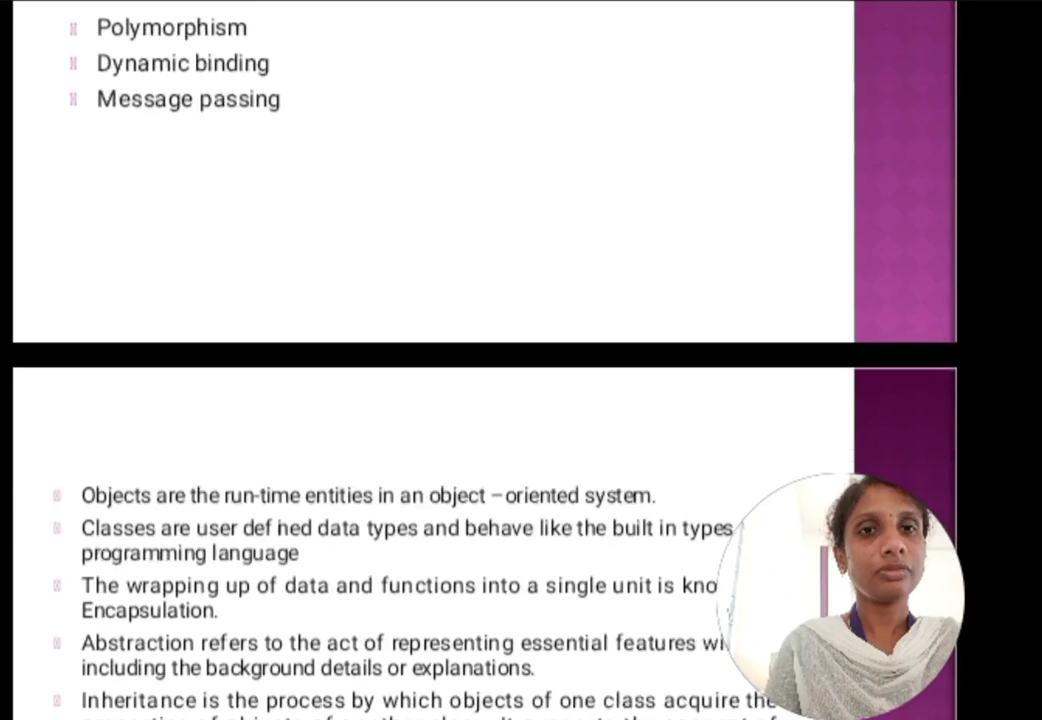 Polymorphism
Dynamic binding
Message passing
Objects are the run-time entities in an object –oriented system.
Classes are user def hed data types and behave like the built in types
programming language
The wrapping up of data and functions into a single unit is kno
Encapsulation.
Abstraction refers to the act of representing essential features wi
including the background details or explanations.
Inheritance is the process by which objects of one class acquire the